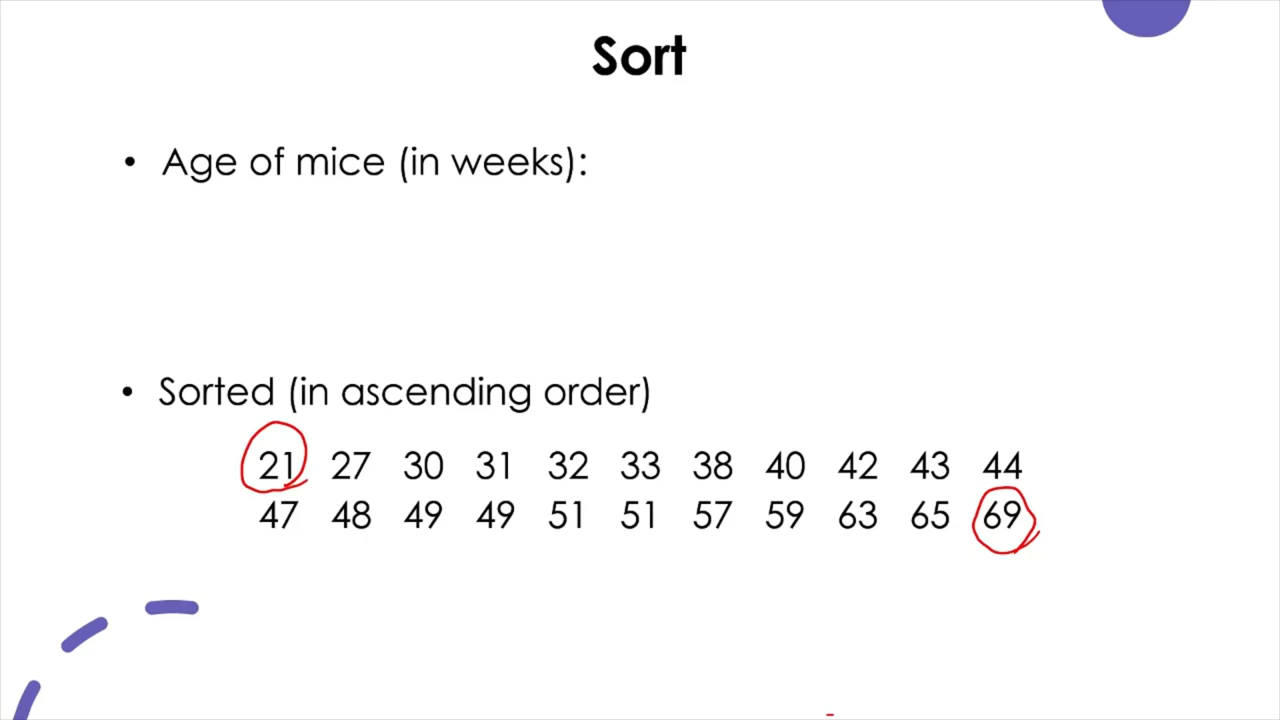 Sort
• Age of mice (in weeks):
• Sorted (in ascending order)
21 27 30 31 32 33 38 40 42 43 44
47 48 49 49 51 51 57 59 63 65 69